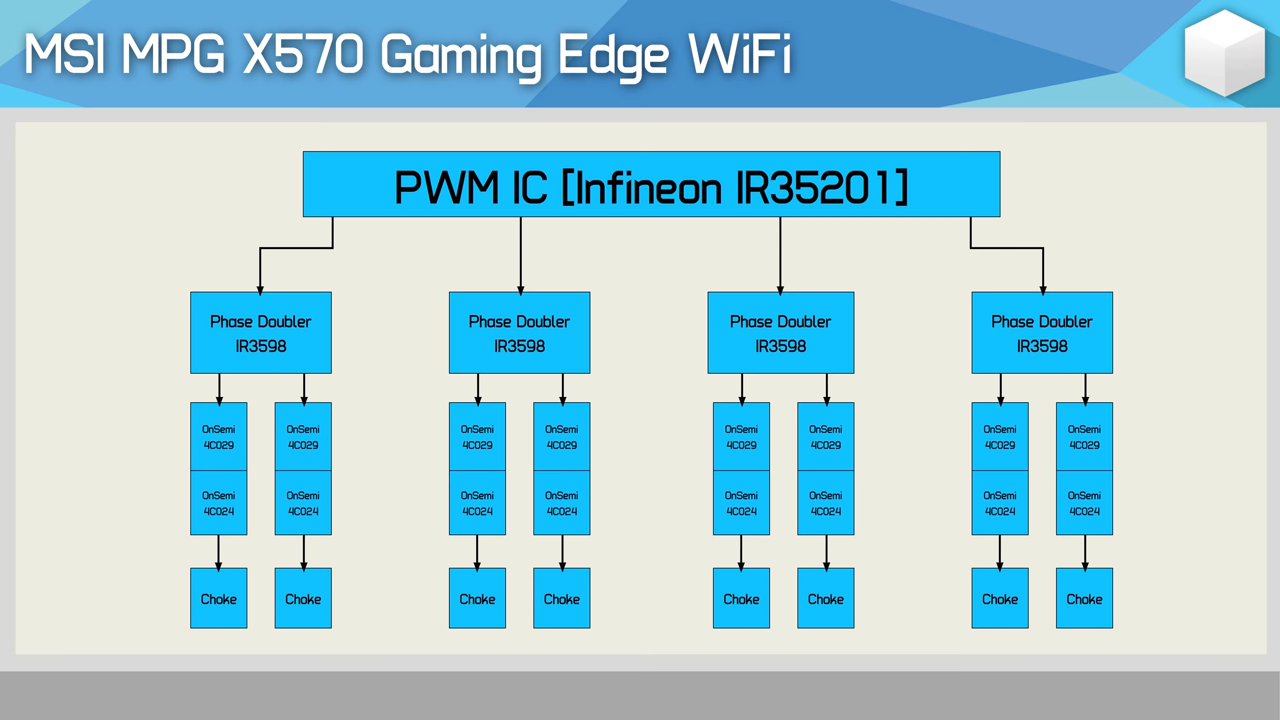 MSI MPG X570 Gaming Edge WiFi
PWM IC [Infineon IR35201]
Phase Doubler
IR3598
Phase Doubler
IR3598
Phase Doubler
IR3598
Phase Doubler
IR3598
OnSemi
4C029
OnSemi
4C029
OnSemi
4C029
OnSemi
4C029
OnSemi
4C029
OnSemi
4C029
OnSemi
4C029
OnSemi
4C029
OnSemi
4C024
OnSemi
4C024
OnSemi
4C024
OnSemi
4C024
OnSemi
4C024
OnSemi
4C024
OnSemi
4C024
OnSemi
4C024
Choke
Choke
Choke
Choke
Choke
Choke
Choke
Choke